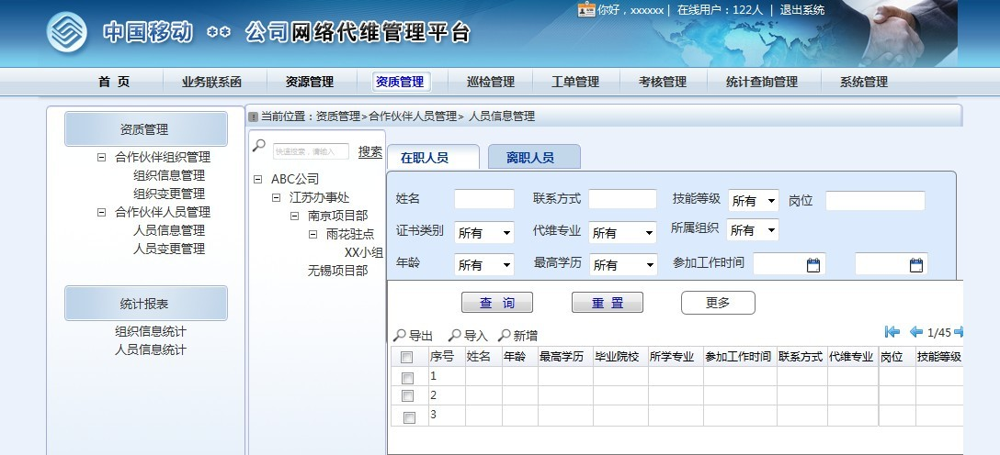 你好，xxxxxx | 在线用户：122人 | 退出系统
中国移动 ** 公司网络代维管理平台
首 页 业务联系函 资源管理 资质管理 巡检管理 工单管理 考核管理 统计查询管理 系统管理
当前位置：资质管理>合作伙伴人员管理> 人员信息管理
资质管理
合作伙伴组织管理
组织信息管理
组织变更管理
合作伙伴人员管理
人员信息管理
人员变更管理
统计报表
组织信息统计
人员信息统计
快速搜索，请输入 搜索
ABC公司
江苏办事处
南京项目部
雨花驻点
XX小组
无锡项目部
在职人员 离职人员
姓名 联系方式 技能等级 所有 岗位
证书类别 所有 代维专业 所有 所属组织 所有
年龄 所有 最高学历 所有 参加工作时间
查 询 重 置 更多
导出 导入 新增 1/45
序号 姓名 年龄 最高学历 毕业院校 所学专业 参加工作时间 联系方式 代维专业 岗位 技能等级
1
2
3